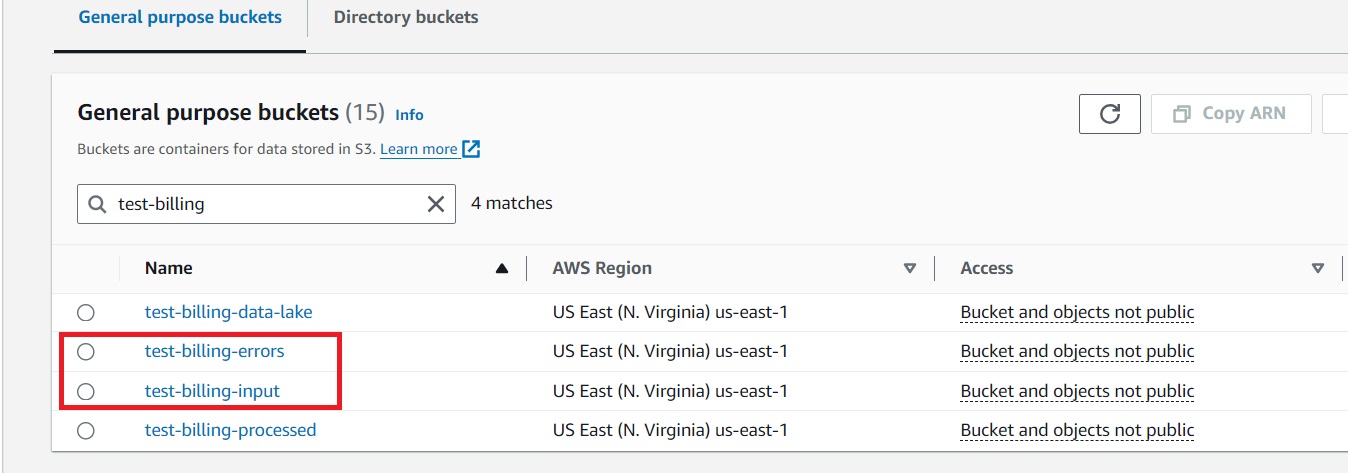 General purpose buckets Directory buckets
General purpose buckets (15) Info
Copy ARN
Buckets are containers for data stored in S3. Learn more
test-billing 4 matches
Name AWS Region Access
test-billing-data-lake US East (N. Virginia) us-east-1 Bucket and objects not public
test-billing-errors US East (N. Virginia) us-east-1 Bucket and objects not public
test-billing-input US East (N. Virginia) us-east-1 Bucket and objects not public
test-billing-processed US East (N. Virginia) us-east-1 Bucket and objects not public